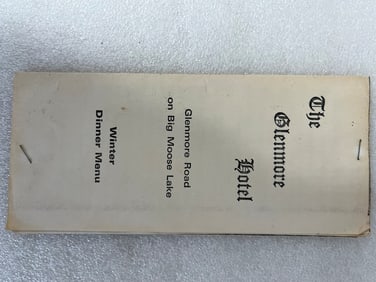 The
Glenmore
Hotel
Glenmore Road
on Big Moose Lake
Winter
Dinner Menu